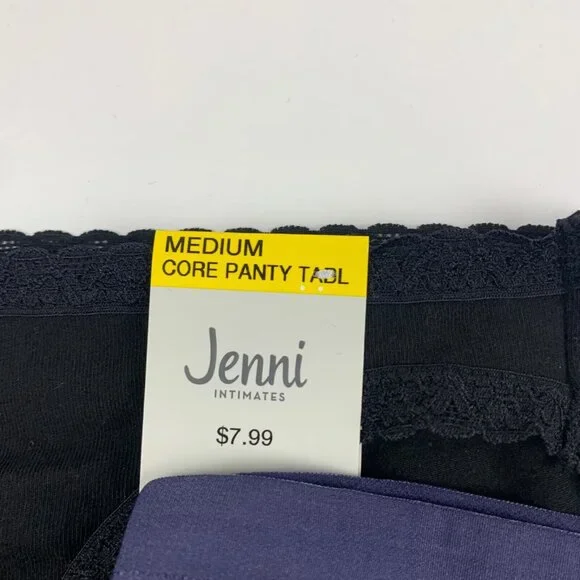 MEDIUM
CORE PANTY TABL
Jenni
INTIMATES
$7.99